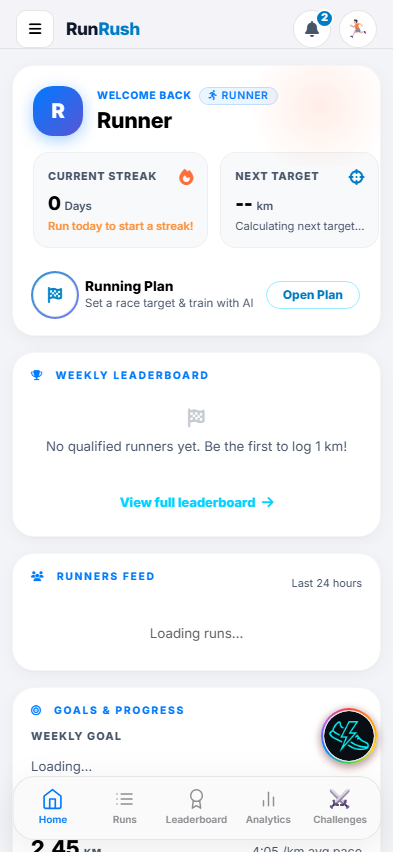 RunRush
2
R
WELCOME BACK
RUNNER
Runner
CURRENT STREAK
0 Days
Run today to start a streak!
NEXT TARGET
-- km
Calculating next target...
Running Plan
Set a race target & train with AI
Open Plan
WEEKLY LEADERBOARD
No qualified runners yet. Be the first to log 1 km!
View full leaderboard →
RUNNERS FEED
Last 24 hours
Loading runs...
GOALS & PROGRESS
WEEKLY GOAL
Loading...
Home
Runs
Leaderboard
Analytics
Challenges
2.45 KM
4:05 /km avg pace